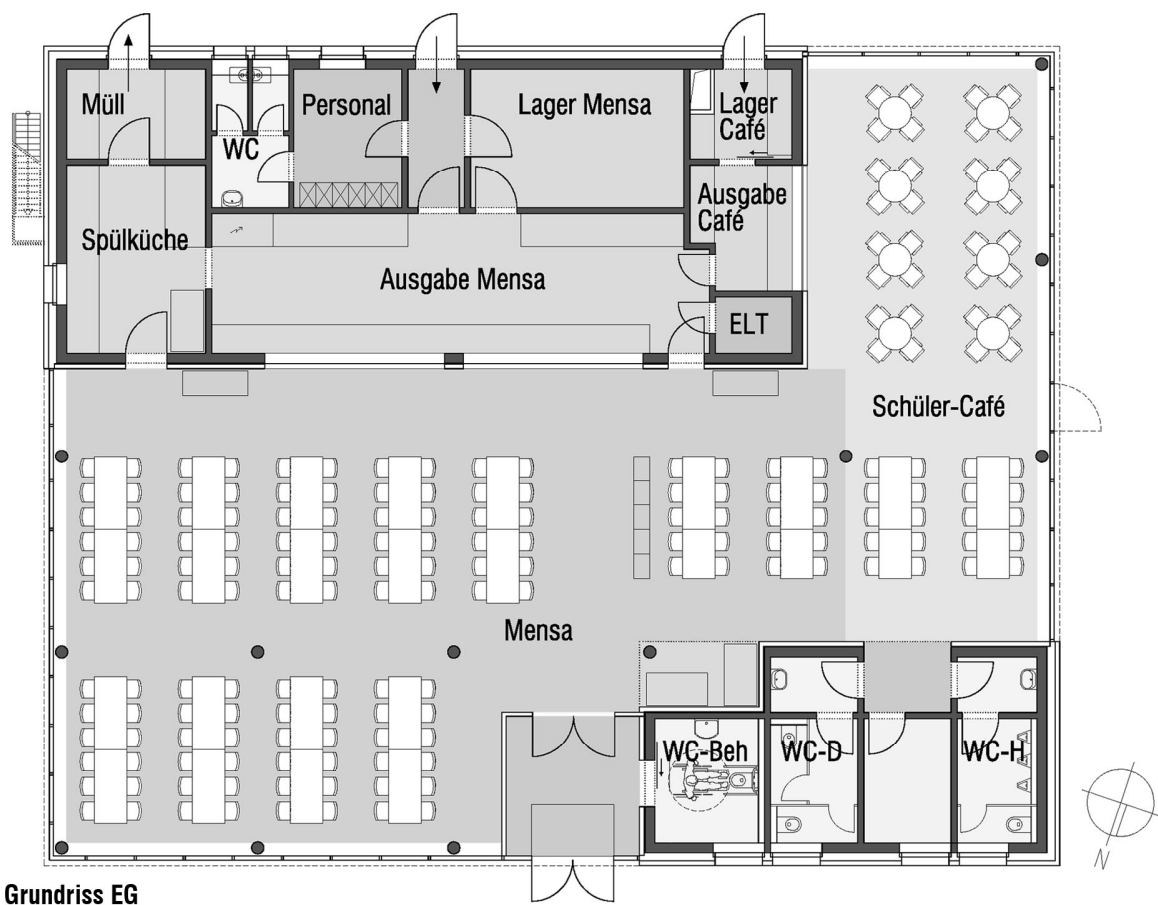 Müll
WC
Personal
Lager Mensa
Lager
Café
Spülküche
Ausgabe Mensa
Ausgabe
Café
ELT
Schüler-Café
Mensa
WC-Beh
WC-D
WC-H
N
Grundriss EG